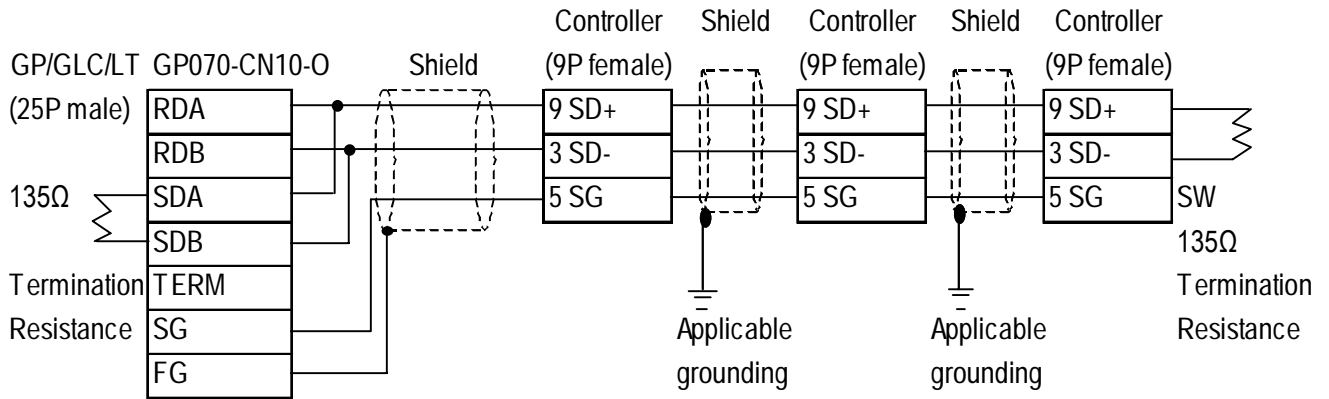 Controller Shield Controller Shield Controller
GP/GLC/LT GP070-CN10-O Shield (9P female) (9P female) (9P female)
(25P male) RDA 9 SD+ 9 SD+ 9 SD+
RDB 3 SD- 3 SD- 3 SD-
135Ω SDA 5 SG 5 SG 5 SG SW
SDB 135Ω
Termination TERM Termination
Resistance SG Applicable Applicable Resistance
FG grounding grounding